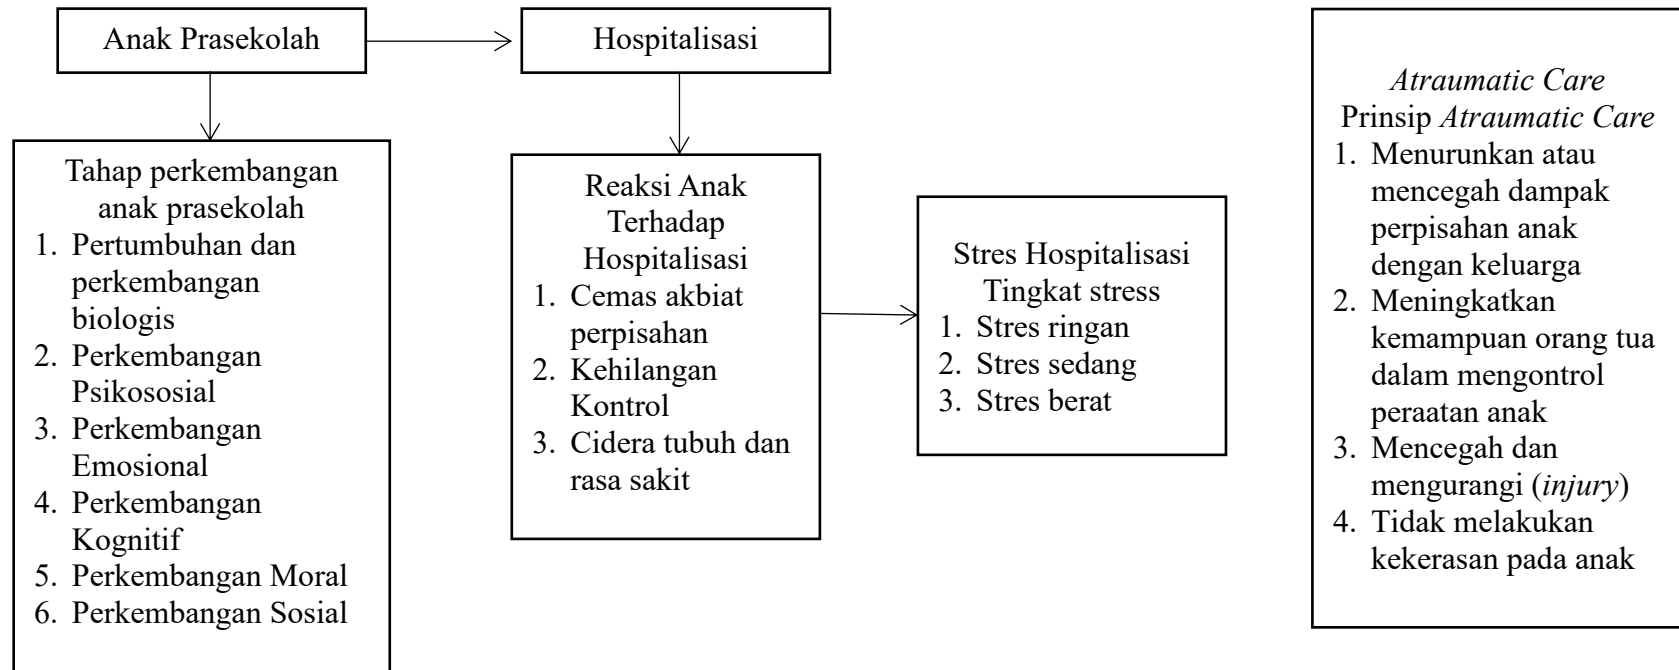 Anak Prasekolah
Hospitalisasi
Tahap perkembangan
anak prasekolah
1. Pertumbuhan dan
perkembangan
biologis
2. Perkembangan
Psikososial
3. Perkembangan
Emosional
4. Perkembangan
Kognitif
5. Perkembangan Moral
6. Perkembangan Sosial
Reaksi Anak
Terhadap
Hospitalisasi
1. Cemas akbiat
perpisahan
2. Kehilangan
Kontrol
3. Cidera tubuh dan
rasa sakit
Stres Hospitalisasi
Tingkat stress
1. Stres ringan
2. Stres sedang
3. Stres berat
Atraumatic Care
Prinsip Atraumatic Care
1. Menurunkan atau
mencegah dampak
perpisahan anak
dengan keluarga
2. Meningkatkan
kemampuan orang tua
dalam mengontrol
peraatan anak
3. Mencegah dan
mengurangi (injury)
4. Tidak melakukan
kekerasan pada anak